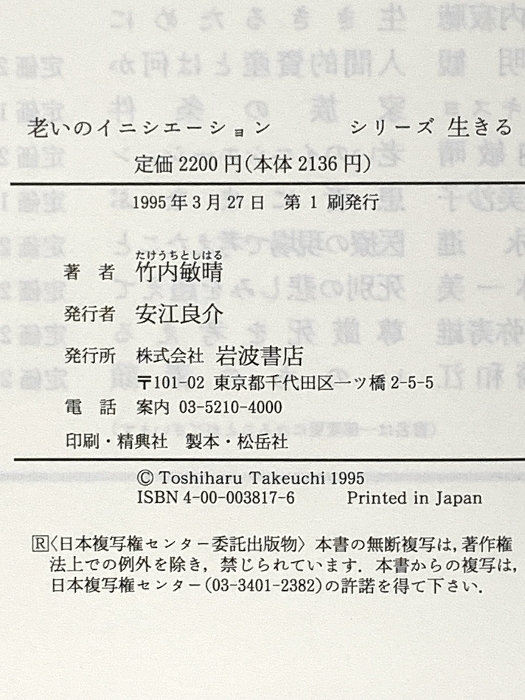 老いのイニシエーション　シリーズ 生きる
定価 2200 円(本体 2136 円)
1995 年 3 月 27 日　第 1 刷発行
たけうちとしはる
著　者　竹内敏晴
発行者　安江良介
発行所　株式会社 岩波書店
〒101-02 東京都千代田区一ツ橋 2-5-5
電　話　案内 03-5210-4000
印刷・精興社　製本・松岳社
© Toshiharu Takeuchi 1995
ISBN 4-00-003817-6　Printed in Japan
Ⓡ〈日本複写権センター委託出版物〉 本書の無断複写は，著作権
法上での例外を除き，禁じられています．本書からの複写は，
日本複写権センター(03-3401-2382)の許諾を得て下さい．